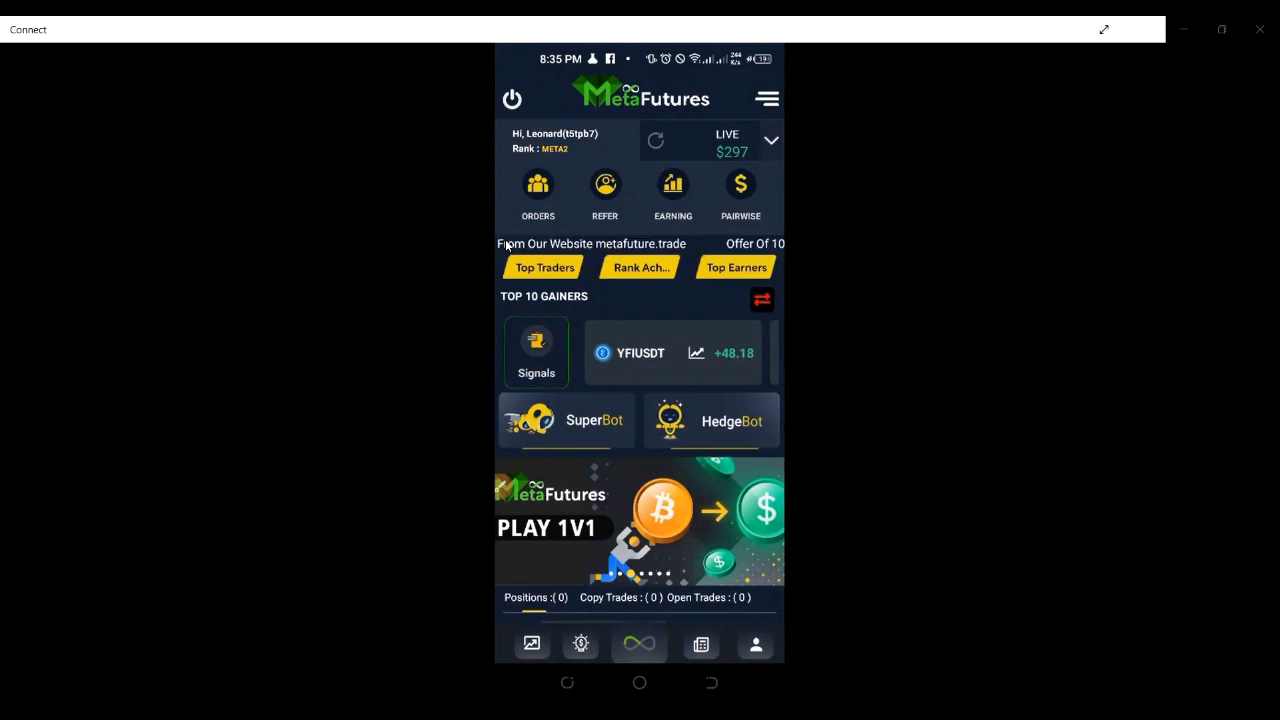 Connect
8:35 PM
244
K/s
19
MetaFutures
Hi, Leonard(t5tpb7)
Rank : META2
LIVE
$297
ORDERS
REFER
EARNING
PAIRWISE
From Our Website metafuture.trade
Offer Of 10
Top Traders
Rank Ach...
Top Earners
TOP 10 GAINERS
Signals
YFIUSDT
+48.18
SuperBot
HedgeBot
MetaFutures
PLAY 1V1
Positions :( 0)
Copy Trades : ( 0 )
Open Trades : ( 0 )